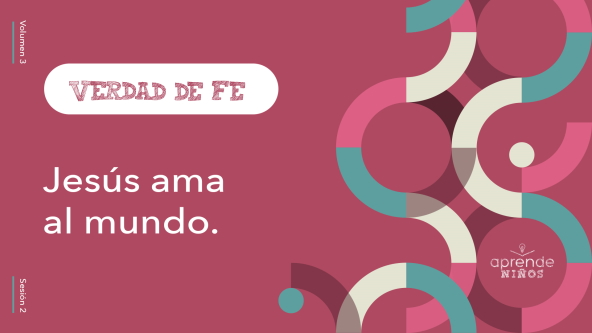 Volumen 3
VERDAD DE FE
Jesús ama
al mundo.
aprende
NIÑOS
Sesión 2